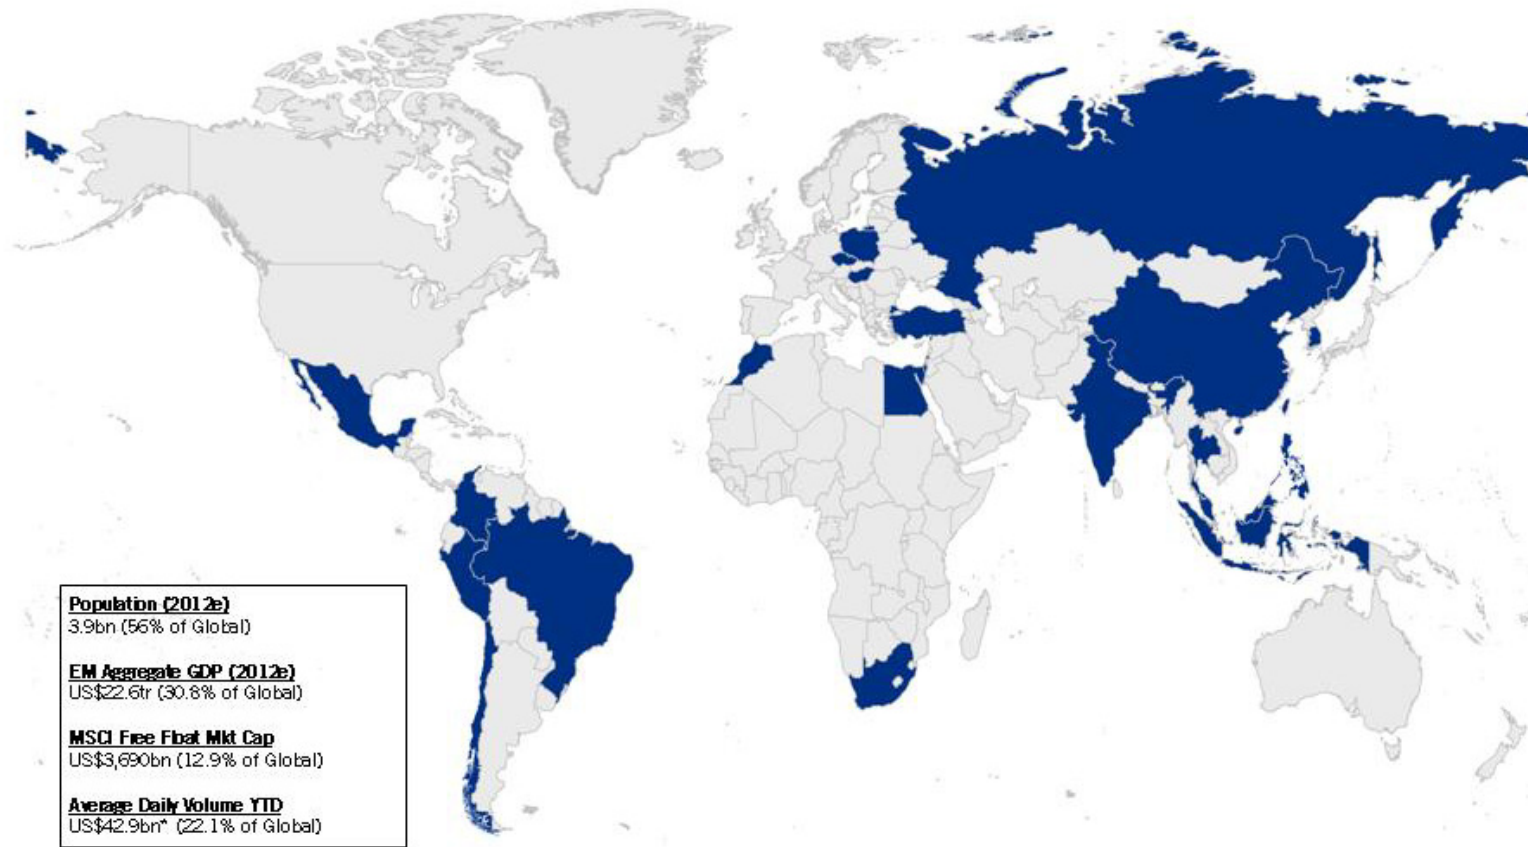 Population (2012e)
3.9bn (56% of Global)
EM Aggregate GDP (2012e)
US$22.6tr (30.8% of Global)
MSCI Free Float Mkt Cap
US$3,690bn (12.9% of Global)
Average Daily Volume YTD
US$42.9bn* (22.1% of Global)